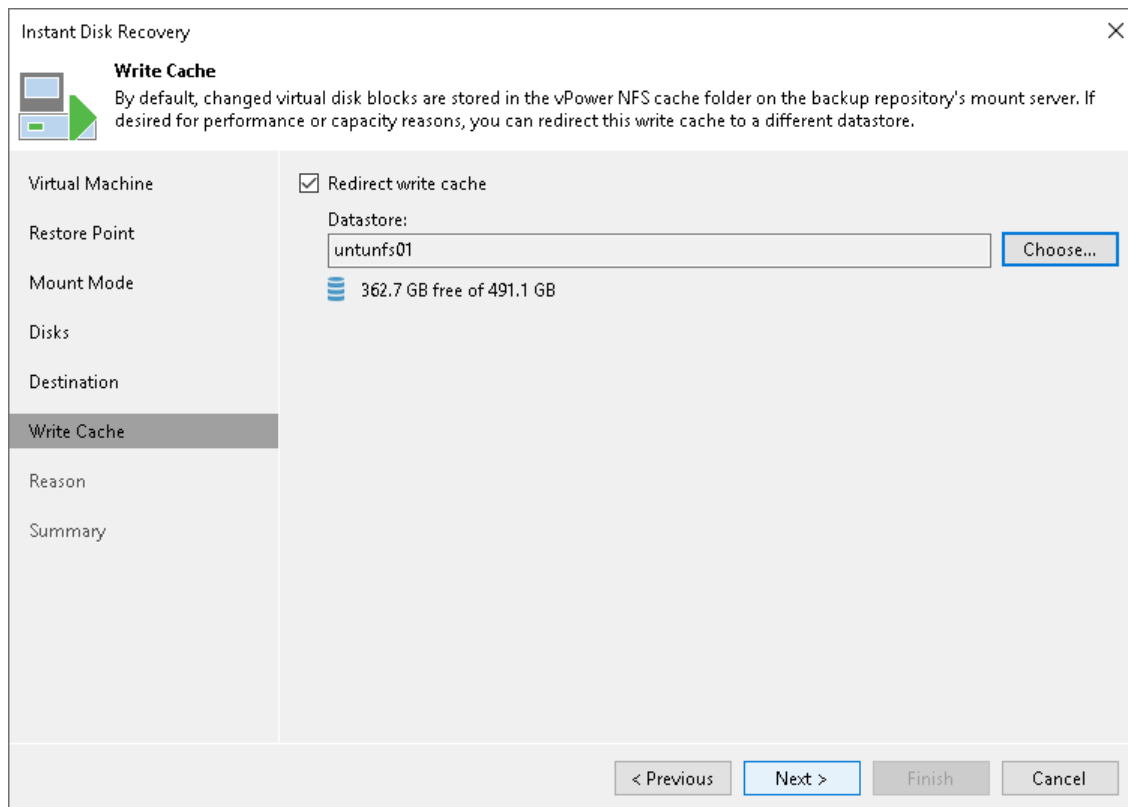 Instant Disk Recovery
Write Cache
By default, changed virtual disk blocks are stored in the vPower NFS cache folder on the backup repository's mount server. If
desired for performance or capacity reasons, you can redirect this write cache to a different datastore.
Virtual Machine
Restore Point
Mount Mode
Disks
Destination
Write Cache
Reason
Summary
Redirect write cache
Datastore:
untunfs01
Choose...
362.7 GB free of 491.1 GB
< Previous
Next >
Finish
Cancel